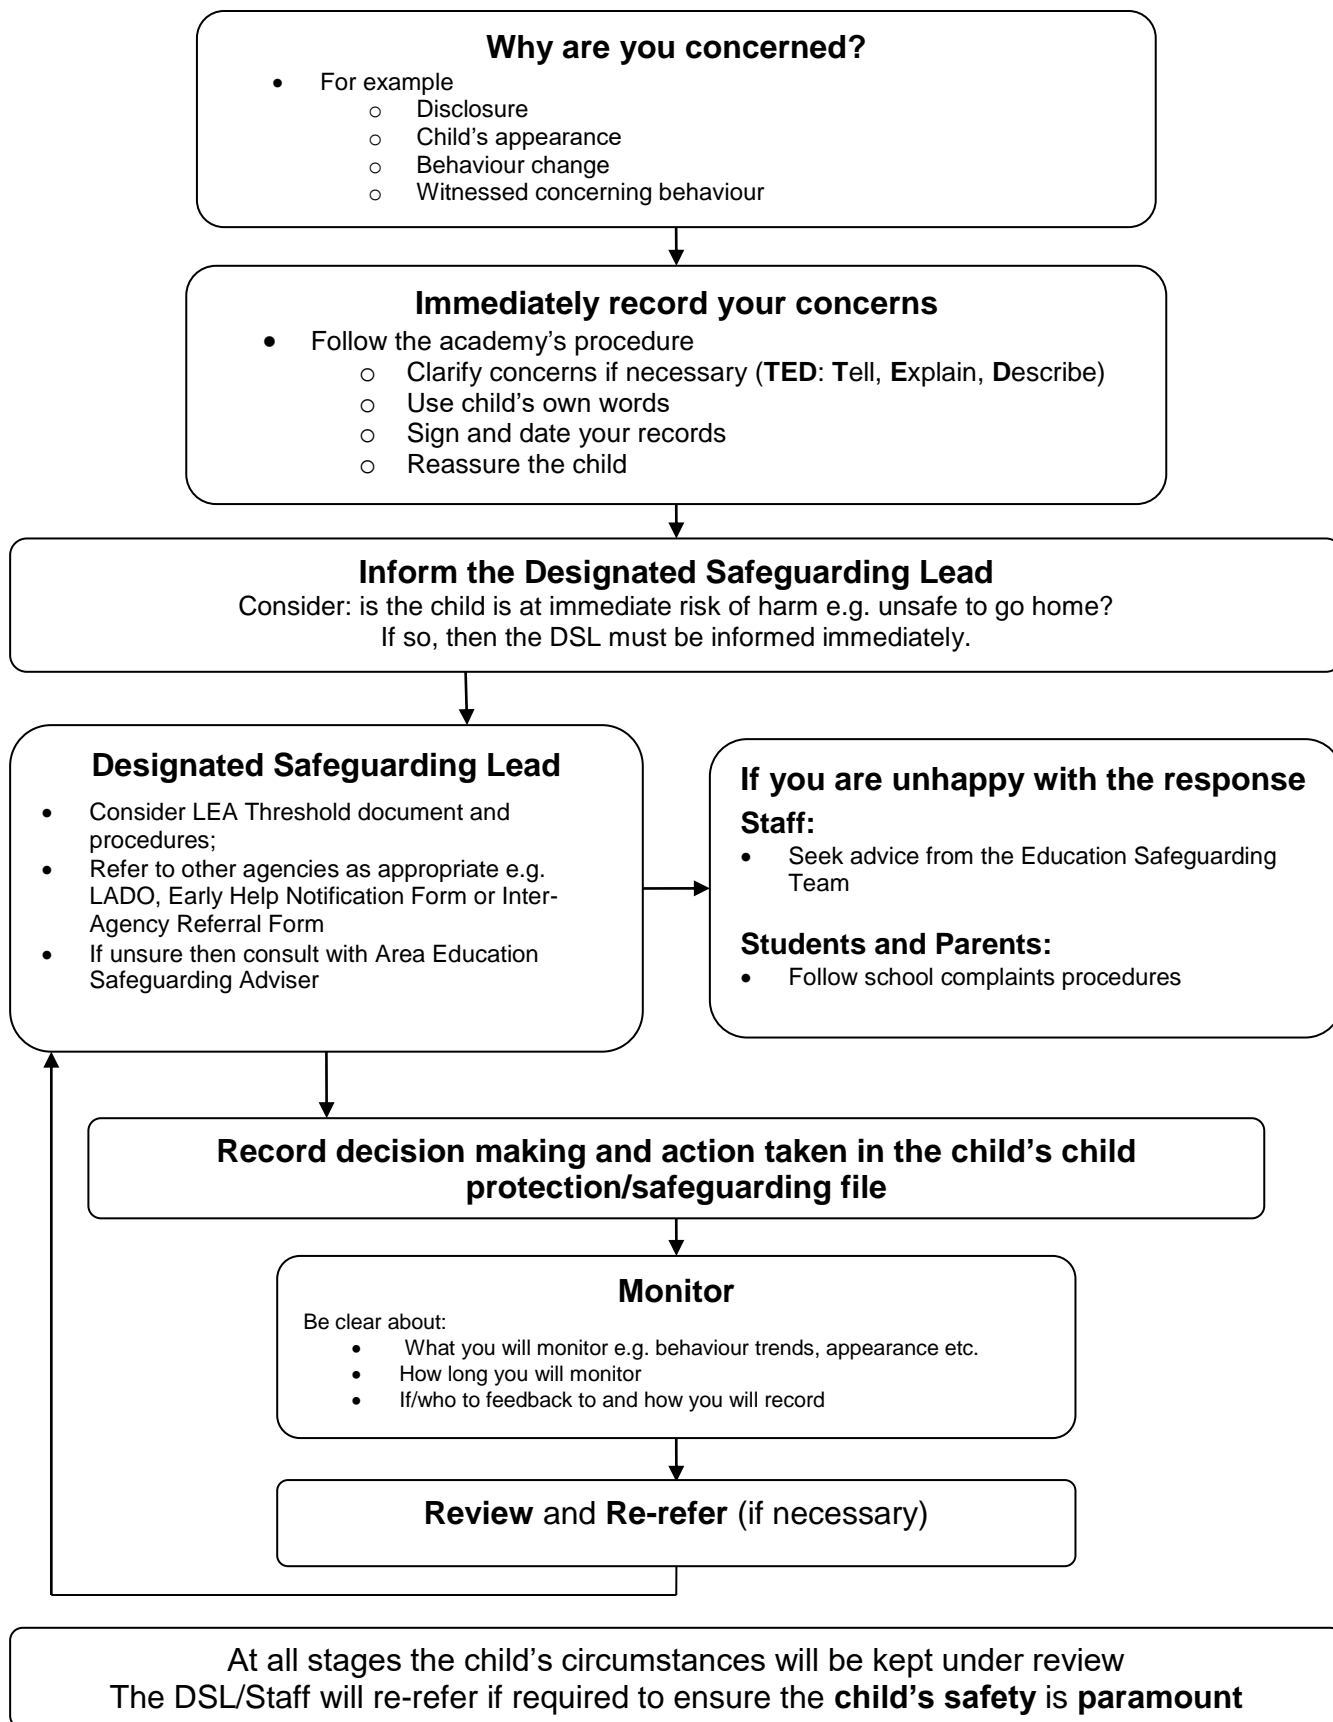 Why are you concerned?
• For example
o Disclosure
o Child’s appearance
o Behaviour change
o Witnessed concerning behaviour
Immediately record your concerns
• Follow the academy’s procedure
o Clarify concerns if necessary (TED: Tell, Explain, Describe)
o Use child’s own words
o Sign and date your records
o Reassure the child
Inform the Designated Safeguarding Lead
Consider: is the child is at immediate risk of harm e.g. unsafe to go home?
If so, then the DSL must be informed immediately.
Designated Safeguarding Lead
• Consider LEA Threshold document and
procedures;
• Refer to other agencies as appropriate e.g.
LADO, Early Help Notification Form or Inter-
Agency Referral Form
• If unsure then consult with Area Education
Safeguarding Adviser
If you are unhappy with the response
Staff:
• Seek advice from the Education Safeguarding
Team
Students and Parents:
• Follow school complaints procedures
Record decision making and action taken in the child’s child
protection/safeguarding file
Monitor
Be clear about:
• What you will monitor e.g. behaviour trends, appearance etc.
• How long you will monitor
• If/who to feedback to and how you will record
Review and Re-refer (if necessary)
At all stages the child’s circumstances will be kept under review
The DSL/Staff will re-refer if required to ensure the child’s safety is paramount